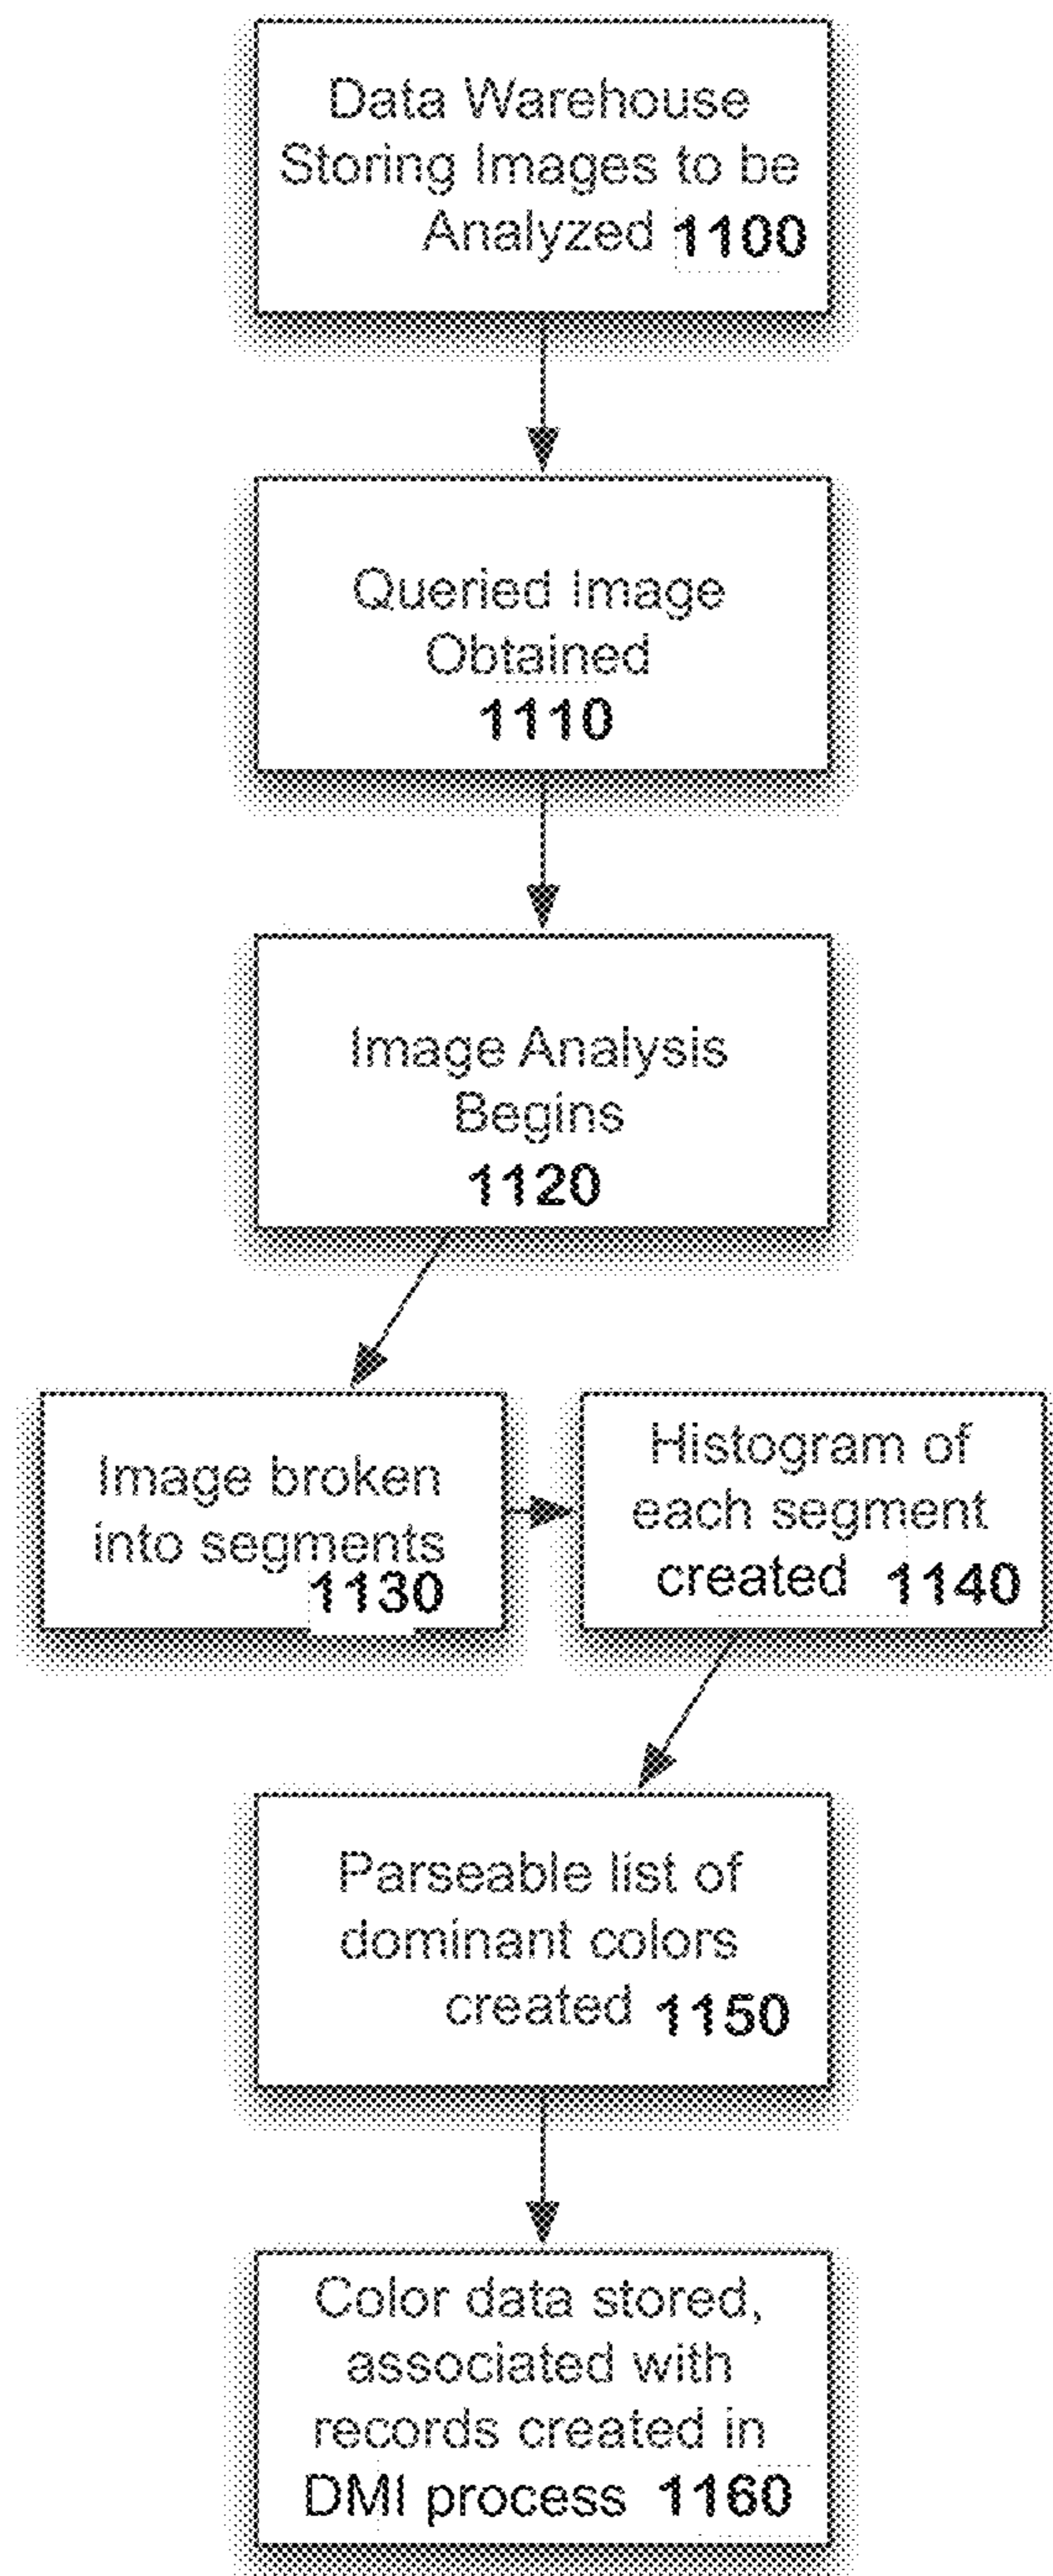 Data Warehouse
Storing Images to be
Analyzed 1100
Queried Image
Obtained
1110
Image Analysis
Begins
1120
Image broken
into segments
1130
Histogram of
each segment
created 1140
Parseable list of
dominant colors
created 1150
Color data stored,
associated with
records created in
DMI process 1160